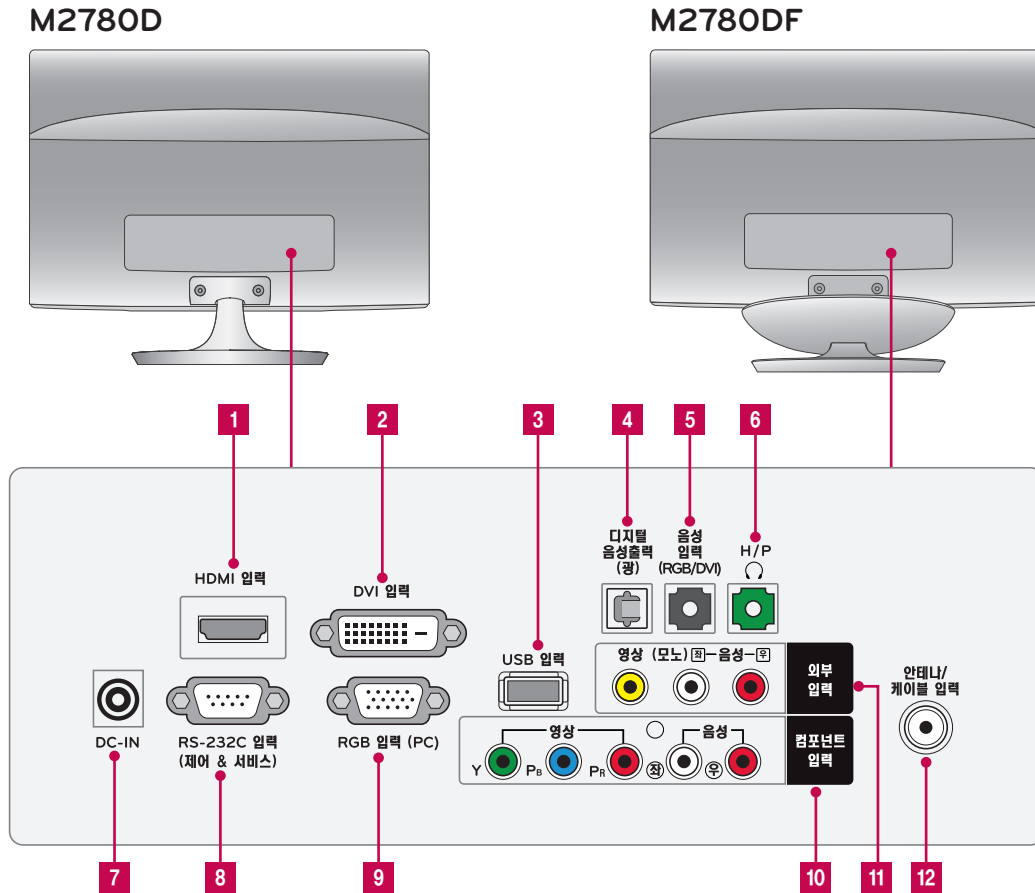 M2780D
M2780DF
1
2
3
4
5
6
HDMI 입력
DVI 입력
USB 입력
디지털
음성출력
(광)
음성
입력
(RGB/DVI)
H/P
영상 (모노) 좌 음성 우
외부
입력
안테나/
케이블 입력
DC-IN
RS-232C 입력
(제어 & 서비스)
RGB 입력 (PC)
영상
음성
Y
PB
PR
좌
우
컴포넌트
입력
7
8
9
10
11
12